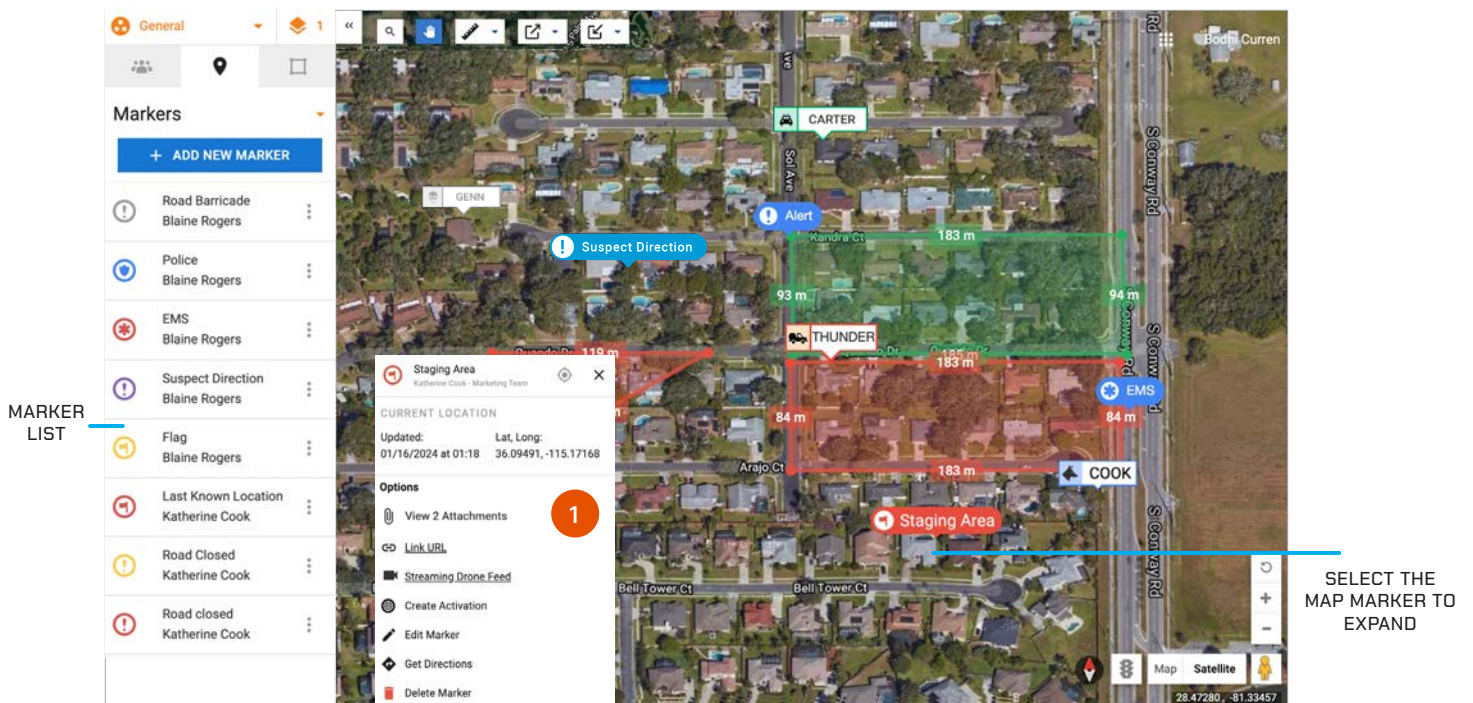 General
1
Markers
+ ADD NEW MARKER
Road Barricade
Blaine Rogers
Police
Blaine Rogers
EMS
Blaine Rogers
Suspect Direction
Blaine Rogers
Flag
Blaine Rogers
Last Known Location
Katherine Cook
Road Closed
Katherine Cook
Road closed
Katherine Cook
MARKER
LIST
Bodhi Curren
Ave
Rd
CARTER
Sol Ave
S Conway Rd
GENN
Alert
Suspect Direction
Kandra Ct
183 m
93 m
94 m
THUNDER
119 m
185 m
183 m
S Conway Rd
EMS
84 m
84 m
Arajo Ct
183 m
COOK
Staging Area
S Conway Rd
Bell Tower Ct
Bell Tower Ct
Staging Area
Katherine Cook - Marketing Team
CURRENT LOCATION
Updated:
01/16/2024 at 01:18
Lat, Long:
36.09491, -115.17168
Options
View 2 Attachments
1
Link URL
Streaming Drone Feed
Create Activation
Edit Marker
Get Directions
Delete Marker
Map
Satellite
28.47280 , -81.33457
SELECT THE
MAP MARKER TO
EXPAND